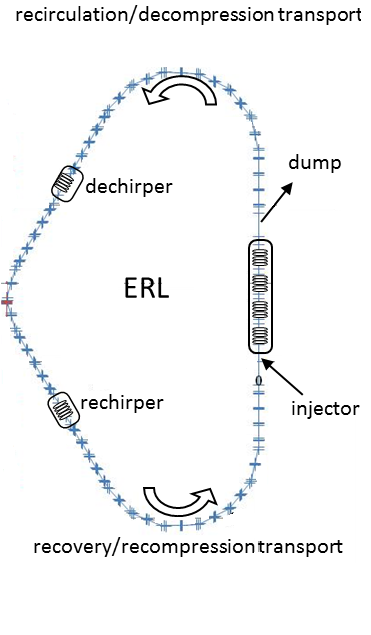 recirculation/decompression transport
dump
dechirper
ERL
rechirper
injector
0
recovery/recompression transport